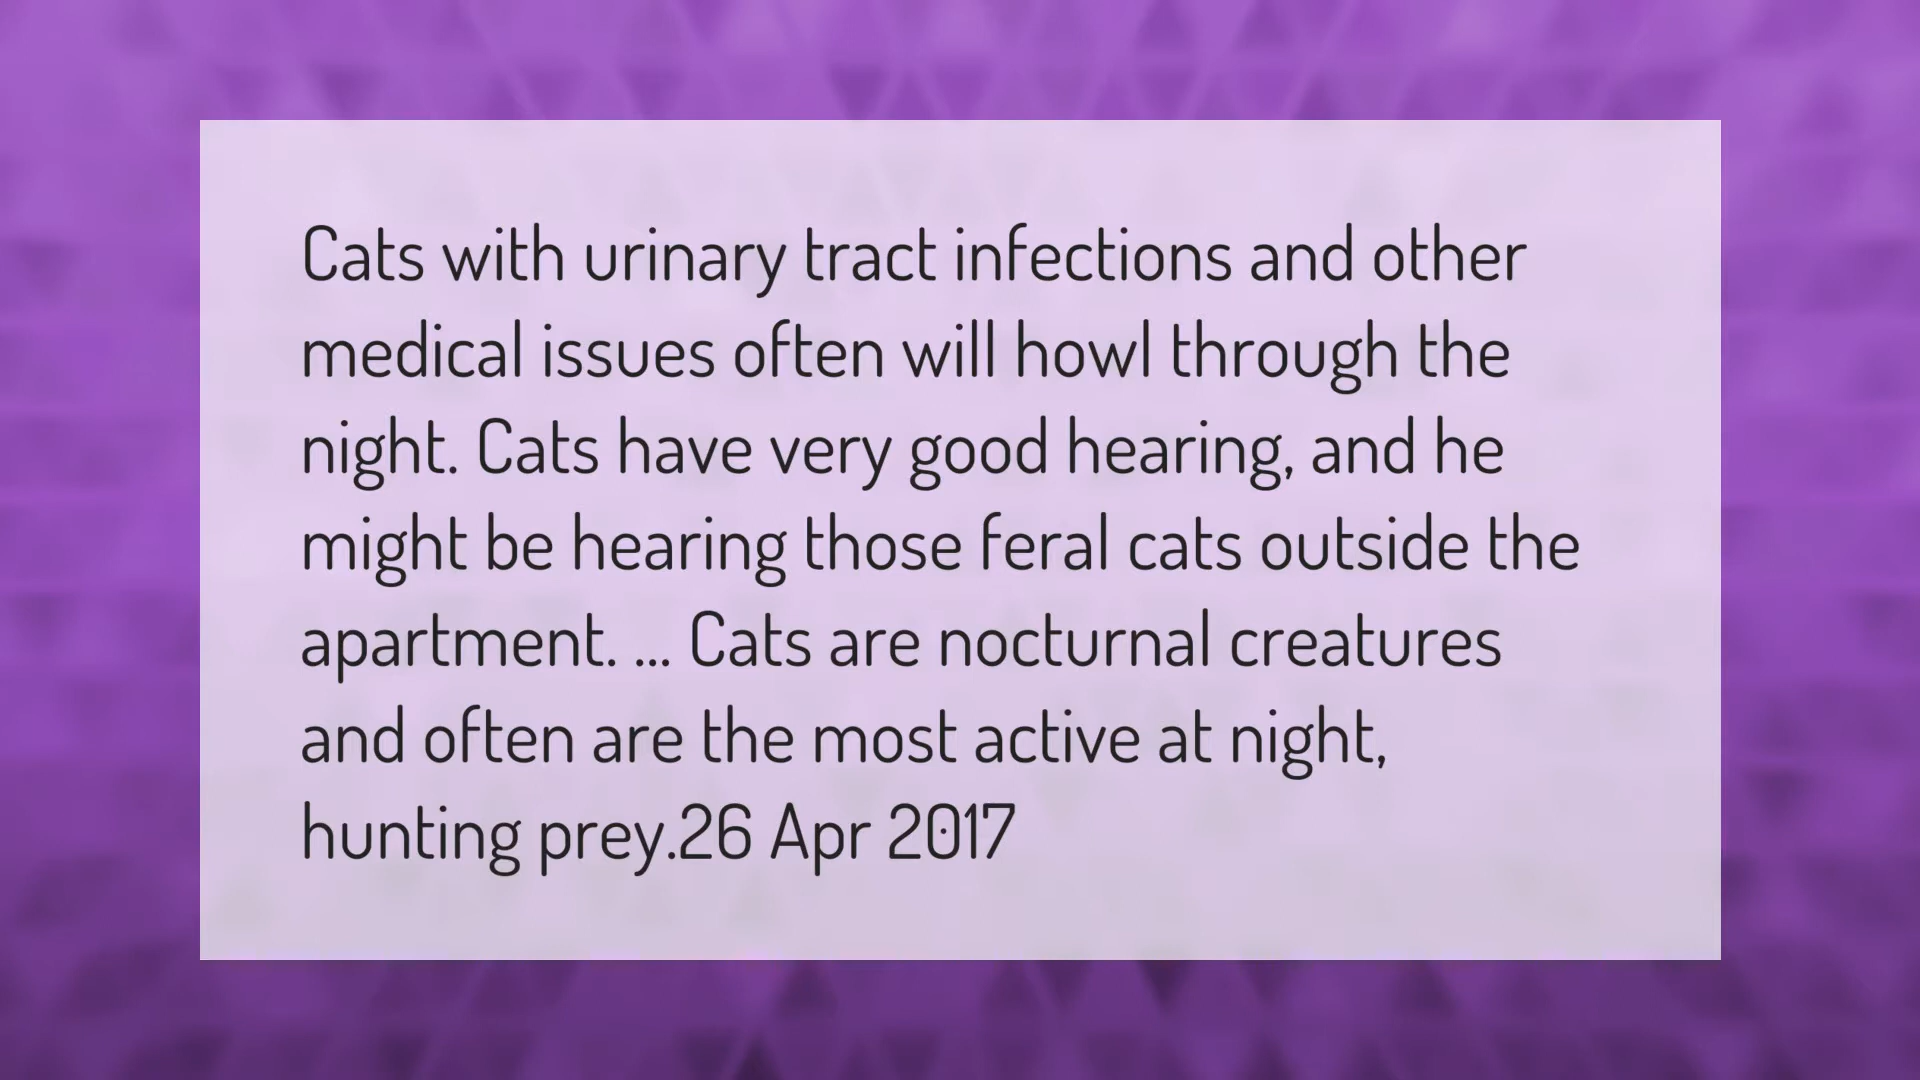 Cats with urinary tract infections and other
medical issues often will howl through the
night. Cats have very good hearing, and he
might be hearing those feral cats outside the
apartment. ... Cats are nocturnal creatures
and often are the most active at night,
hunting prey.26 Apr 2017